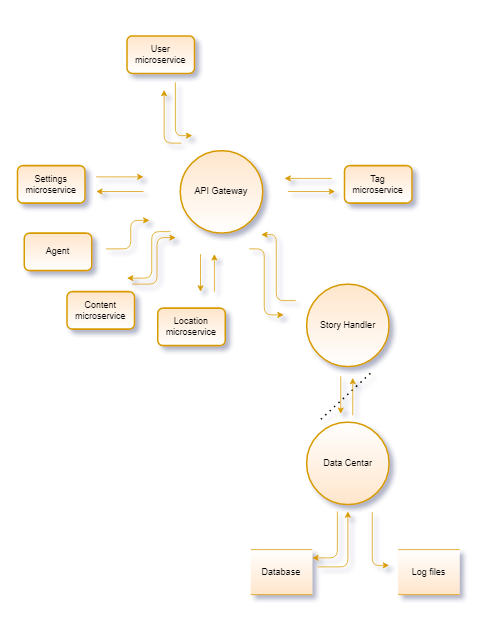 User
microservice
Settings
microservice
API Gateway
Tag
microservice
Agent
Content
microservice
Location
microservice
Story Handler
Data Centar
Database
Log files